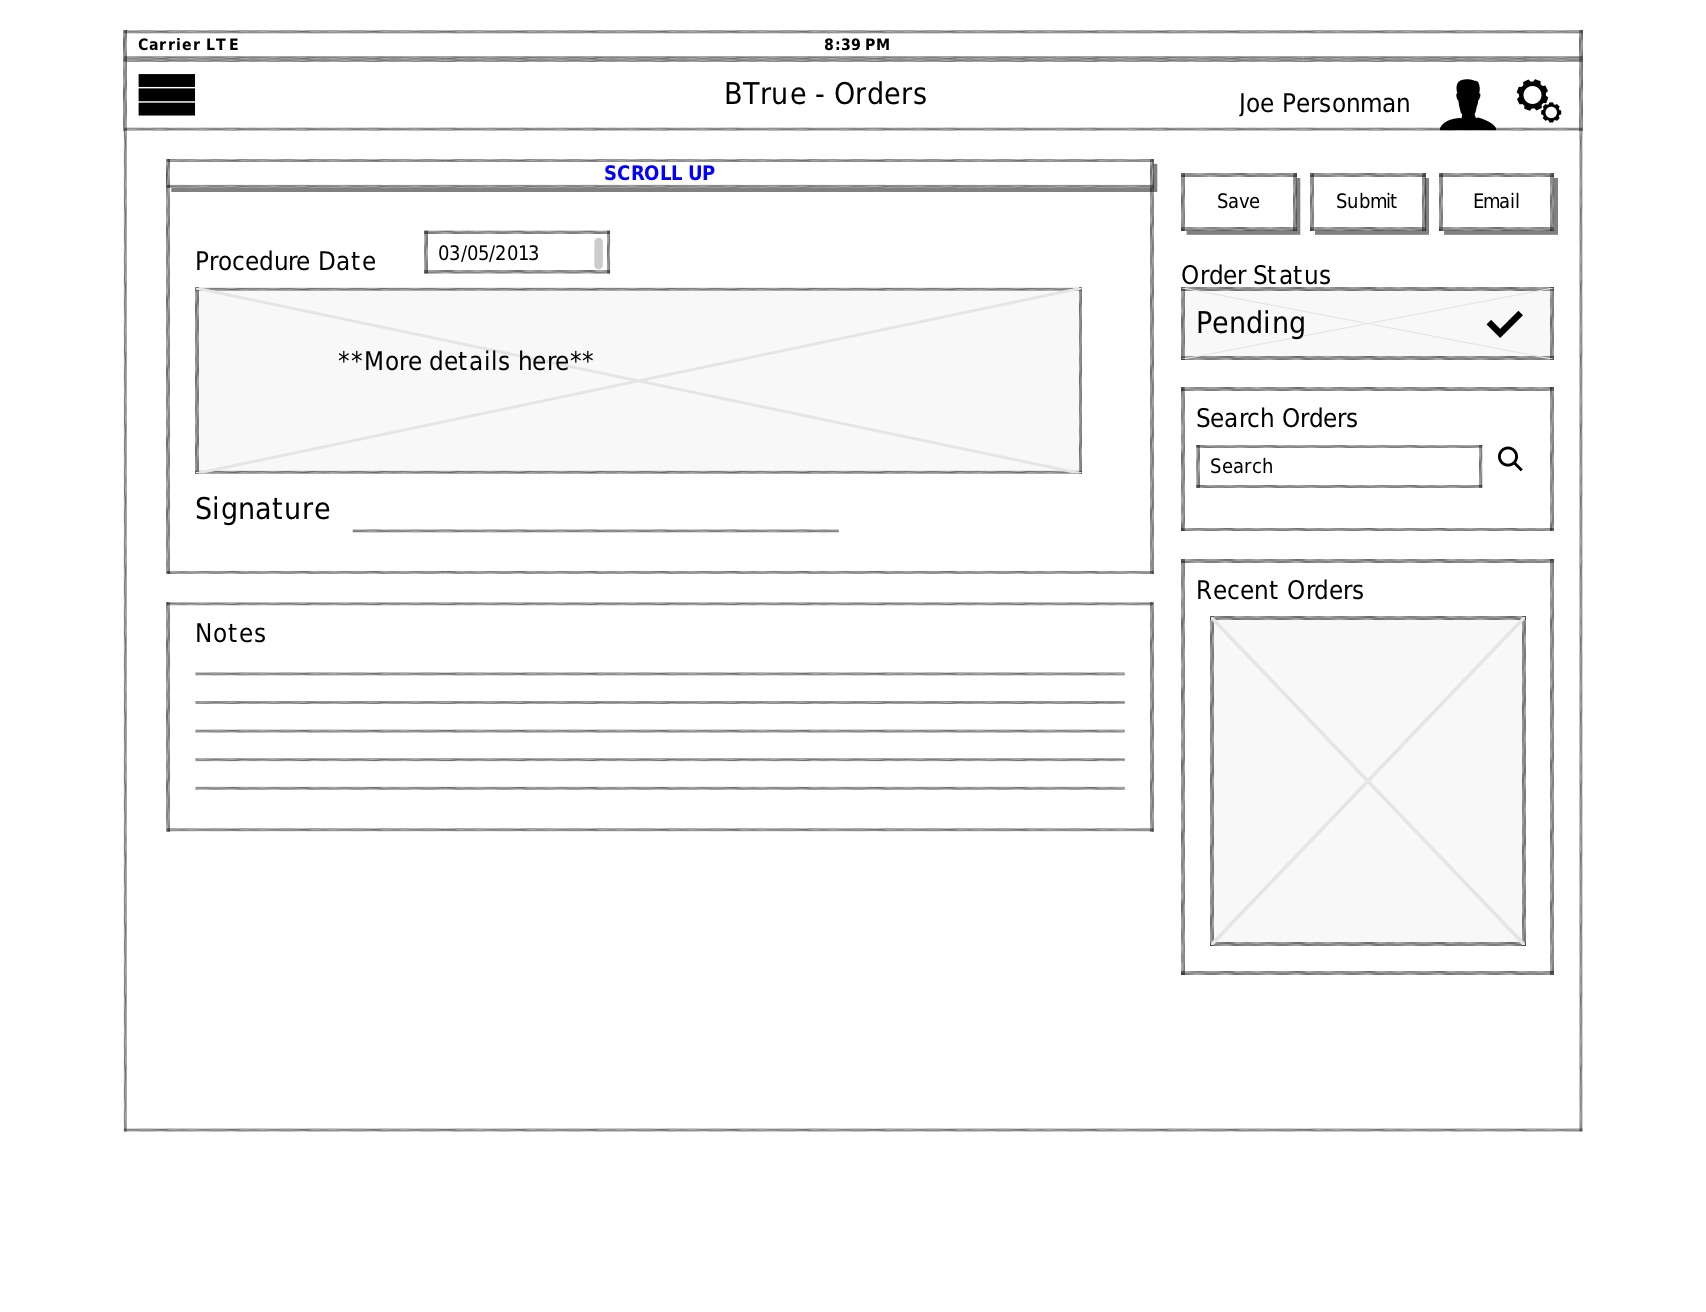 Carrier LTE
8:39 PM
BTrue - Orders
Joe Personman
SCROLL UP
Procedure Date
03/05/2013
**More details here**
Signature
Notes
Save
Submit
Email
Order Status
Pending
Search Orders
Search
Recent Orders